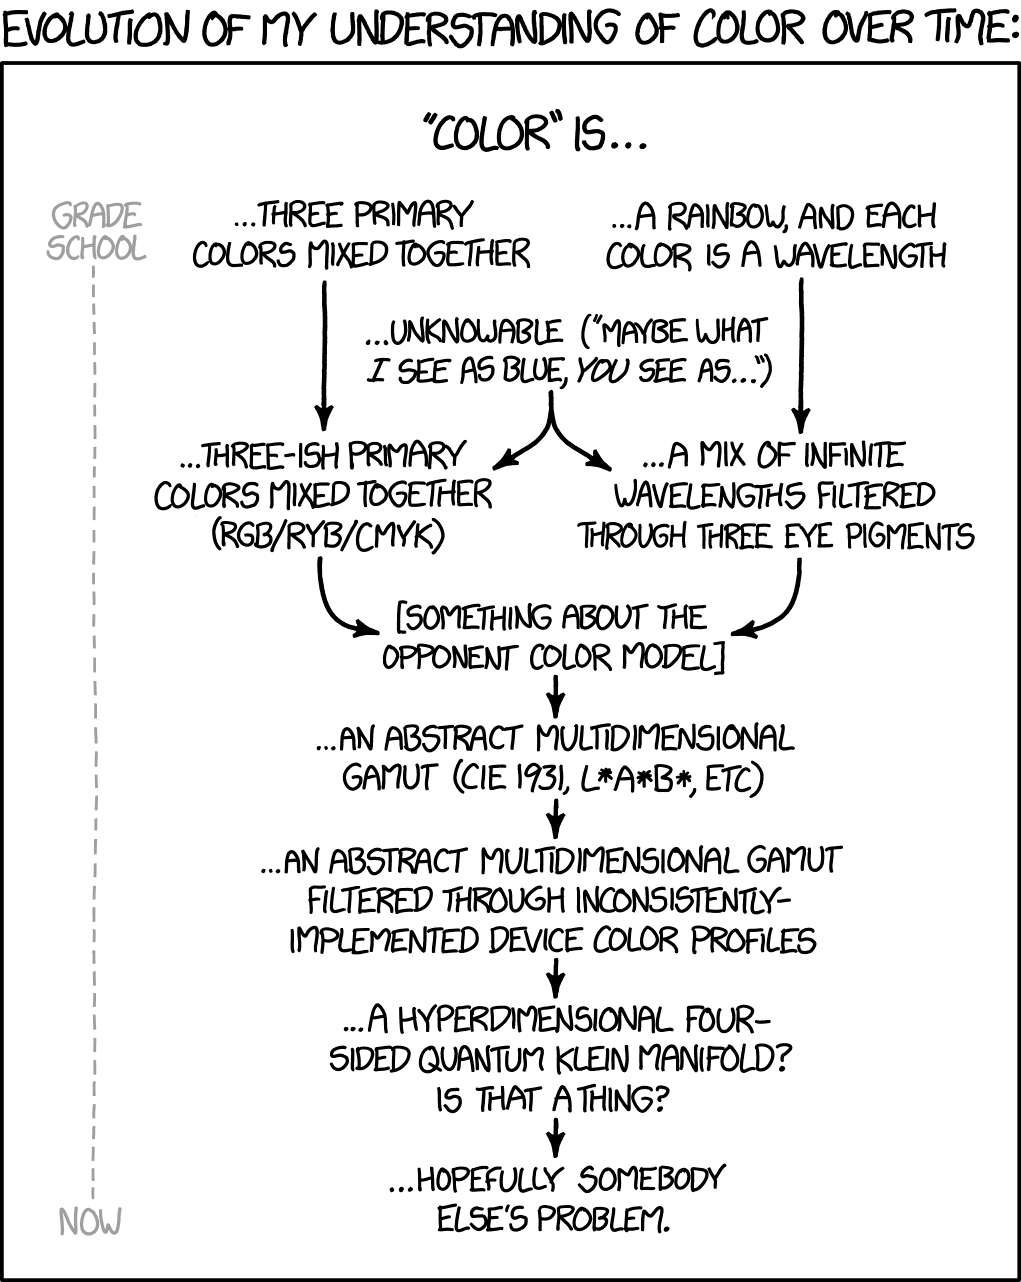 EVOLUTION OF MY UNDERSTANDING OF COLOR OVER TIME:
"COLOR" IS...
GRADE
SCHOOL
...THREE PRIMARY
COLORS MIXED TOGETHER
...A RAINBOW, AND EACH
COLOR IS A WAVELENGTH
...UNKNOWABLE ("MAYBE WHAT
I SEE AS BLUE, YOU SEE AS...")
...THREE-ISH PRIMARY
COLORS MIXED TOGETHER
(RGB/RYB/CMYK)
...A MIX OF INFINITE
WAVELENGTHS FILTERED
THROUGH THREE EYE PIGMENTS
[SOMETHING ABOUT THE
OPPONENT COLOR MODEL]
...AN ABSTRACT MULTIDIMENSIONAL
GAMUT (CIE 1931, L*A*B*, ETC)
...AN ABSTRACT MULTIDIMENSIONAL GAMUT
FILTERED THROUGH INCONSISTENTLY-
IMPLEMENTED DEVICE COLOR PROFILES
...A HYPERDIMENSIONAL FOUR-
SIDED QUANTUM KLEIN MANIFOLD?
IS THAT A THING?
...HOPEFULLY SOMEBODY
ELSE'S PROBLEM.
NOW